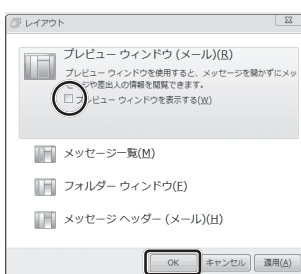 レイアウト
プレビュー ウィンドウ (メール)(R)
プレビュー ウィンドウを使用すると、メッセージを開かずにメッ
セージや差出人の情報を閲覧できます。
プレビュー ウィンドウを表示する(W)
メッセージ一覧(M)
フォルダー ウィンドウ(E)
メッセージ ヘッダー (メール)(H)
OK キャンセル 適用(A)